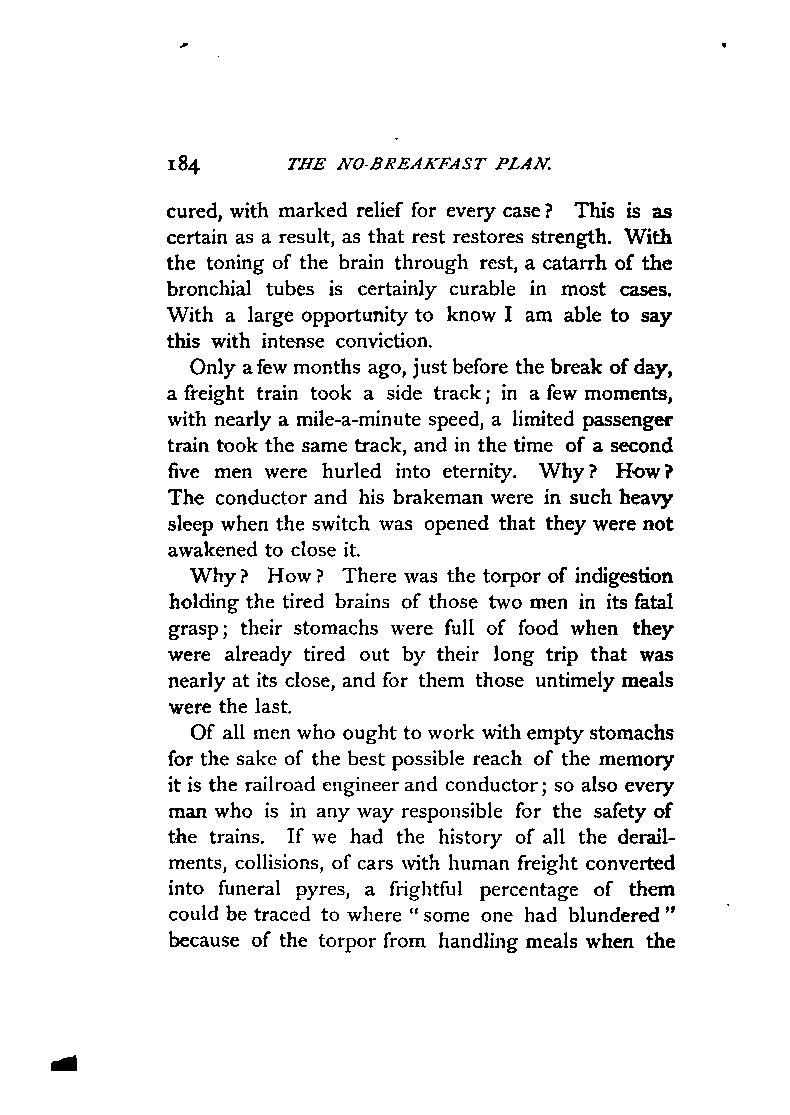 184 THE NO-BREAKFAST PLAN.
cured, with marked relief for every case? This is as
certain as a result, as that rest restores strength. With
the toning of the brain through rest, a catarrh of the
bronchial tubes is certainly curable in most cases.
With a large opportunity to know I am able to say
this with intense conviction.
Only a few months ago, just before the break of day,
a freight train took a side track; in a few moments,
with nearly a mile-a-minute speed, a limited passenger
train took the same track, and in the time of a second
five men were hurled into eternity. Why? How?
The conductor and his brakeman were in such heavy
sleep when the switch was opened that they were not
awakened to close it.
Why? How? There was the torpor of indigestion
holding the tired brains of those two men in its fatal
grasp; their stomachs were full of food when they
were already tired out by their long trip that was
nearly at its close, and for them those untimely meals
were the last.
Of all men who ought to work with empty stomachs
for the sake of the best possible reach of the memory
it is the railroad engineer and conductor; so also every
man who is in any way responsible for the safety of
the trains. If we had the history of all the derail-
ments, collisions, of cars with human freight converted
into funeral pyres, a frightful percentage of them
could be traced to where "some one had blundered"
because of the torpor from handling meals when the